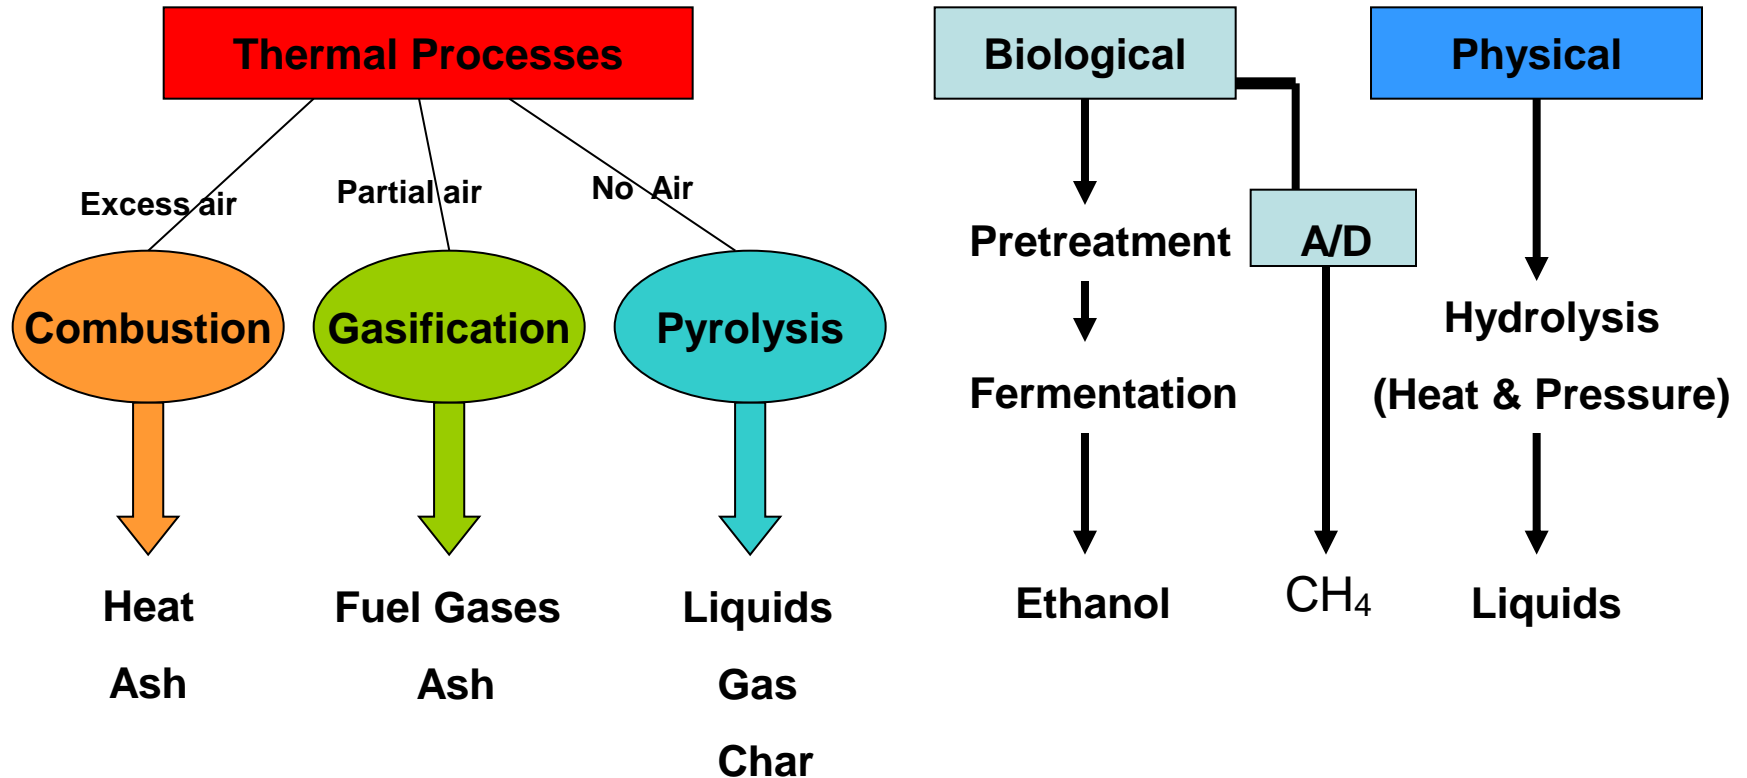 Thermal Processes
Biological
Physical
Excess air
Partial air
No Air
Pretreatment
A/D
Combustion
Gasification
Pyrolysis
Hydrolysis
Fermentation
(Heat & Pressure)
Heat
Fuel Gases
Liquids
Ethanol
CH₄
Liquids
Ash
Ash
Gas
Char